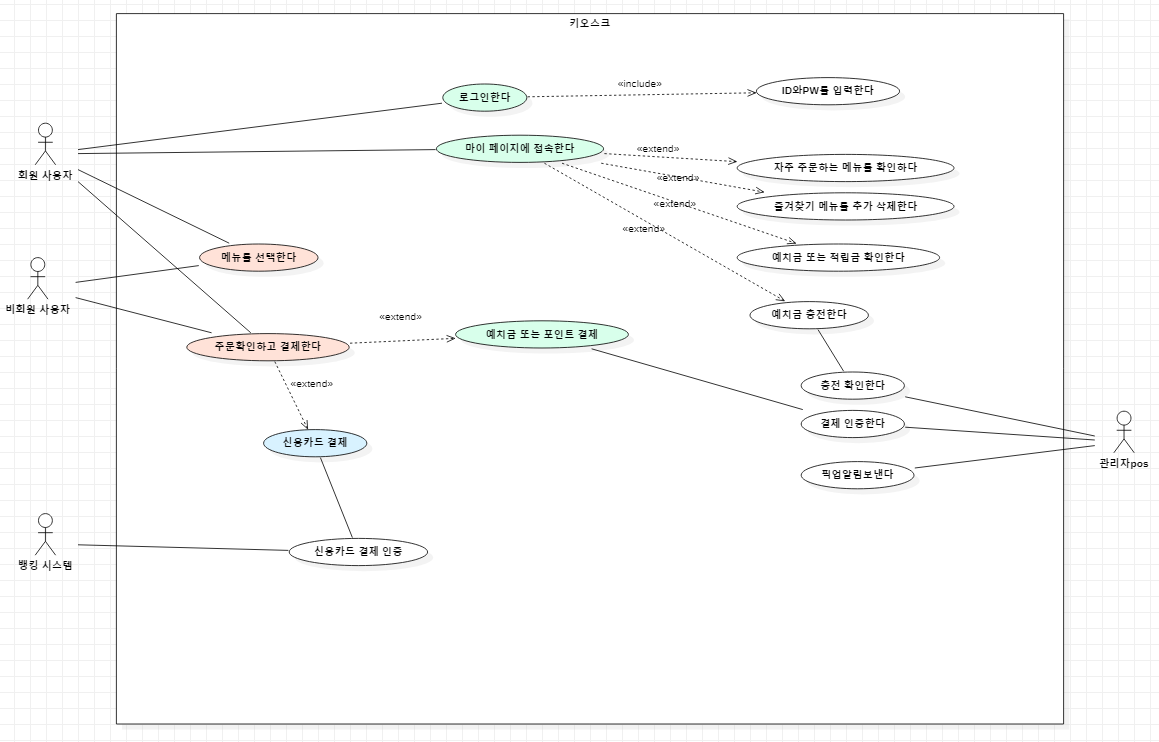 키오스크
로그인한다
«include»
ID와PW를 입력한다
회원 사용자
마이 페이지에 접속한다
«extend»
자주 주문하는 메뉴를 확인하다
«extend»
즐겨찾기 메뉴를 추가 삭제한다
«extend»
«extend»
메뉴를 선택한다
예치금 또는 적립금 확인한다
비회원 사용자
예치금 충전한다
«extend»
주문확인하고 결제한다
예치금 또는 포인트 결제
«extend»
충전 확인한다
결제 인증한다
신용카드 결제
관리자pos
픽업알림보낸다
뱅킹 시스템
신용카드 결제 인증